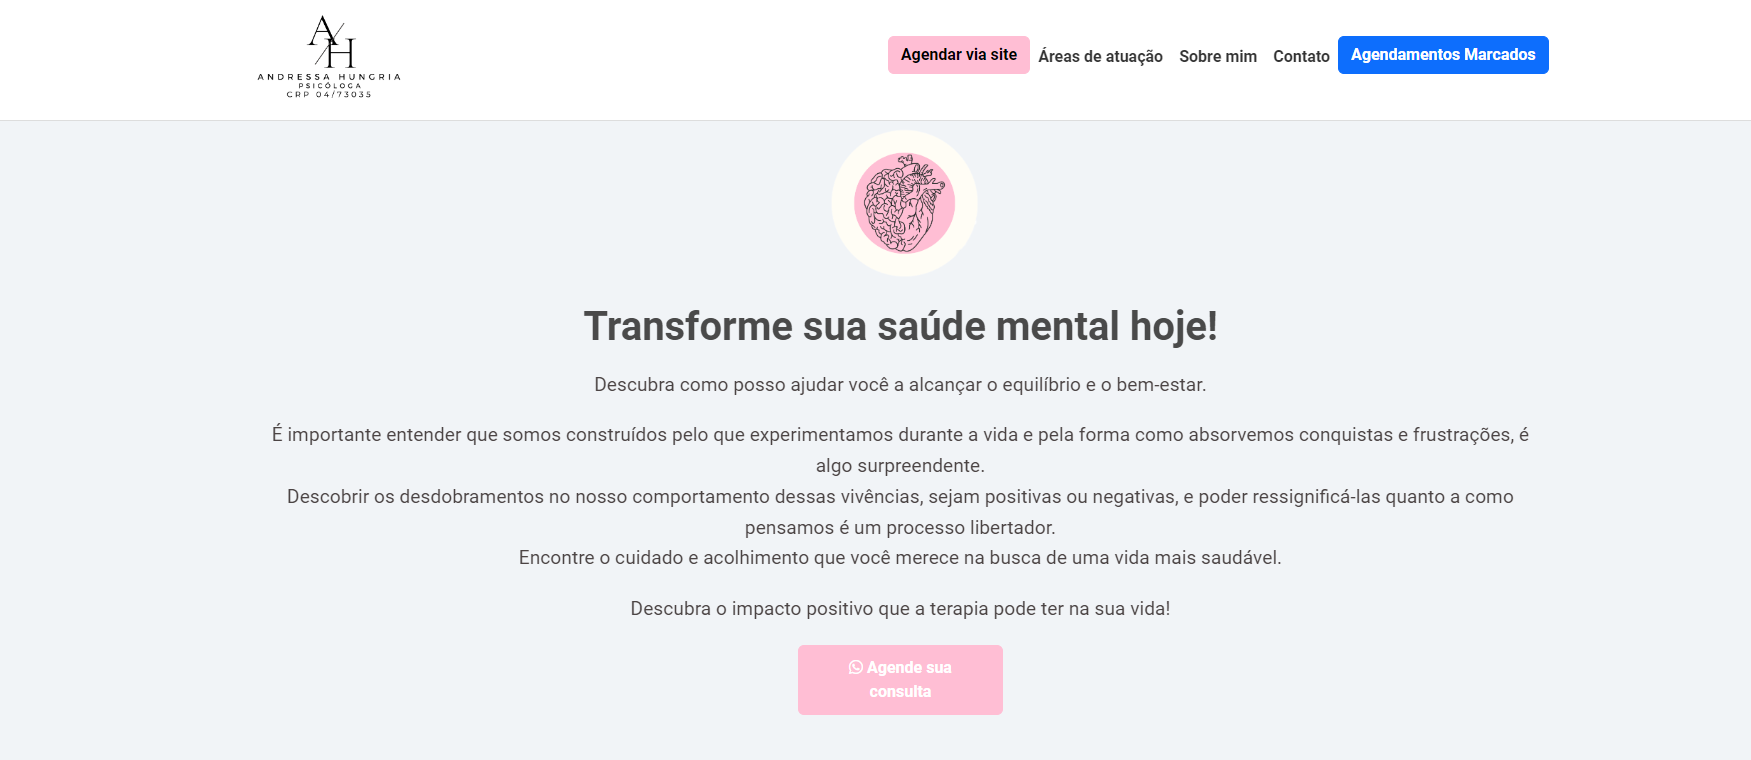 AH
ANDRESSA HUNGRIA
PSICÓLOGA
CRP 04/73035
Agendar via site
Áreas de atuação
Sobre mim
Contato
Agendamentos Marcados
Transforme sua saúde mental hoje!
Descubra como posso ajudar você a alcançar o equilíbrio e o bem-estar.
É importante entender que somos construídos pelo que experimentamos durante a vida e pela forma como absorvemos conquistas e frustrações, é
algo surpreendente.
Descobrir os desdobramentos no nosso comportamento dessas vivências, sejam positivas ou negativas, e poder ressignificá-las quanto a como
pensamos é um processo libertador.
Encontre o cuidado e acolhimento que você merece na busca de uma vida mais saudável.
Descubra o impacto positivo que a terapia pode ter na sua vida!
Agende sua
consulta